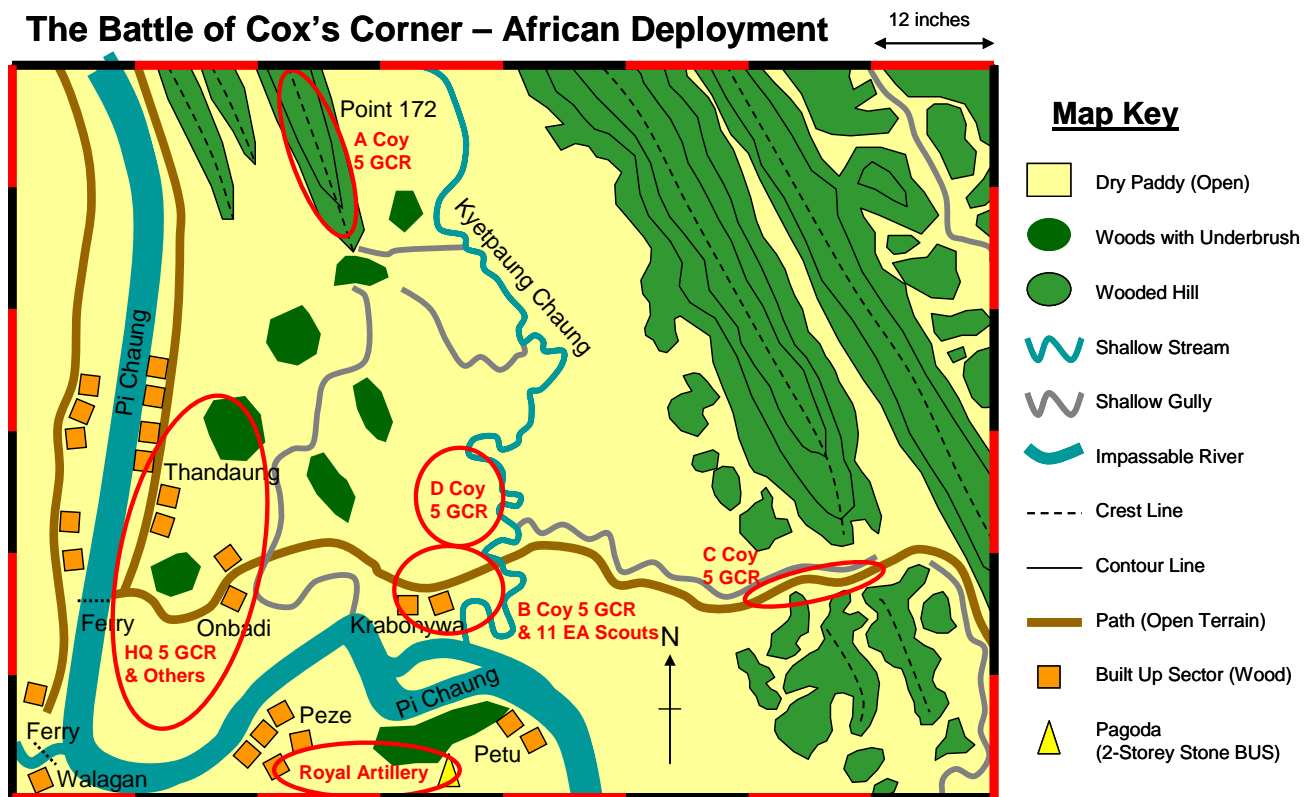 The Battle of Cox's Corner – African Deployment
12 inches
Point 172
A Coy
5 GCR
Kyetpaung Chaung
Pi Chaung
Thandaung
D Coy
5 GCR
C Coy
5 GCR
Ferry
Onbadi
Krabonywa
B Coy 5 GCR
& 11 EA Scouts
N
HQ 5 GCR
& Others
Pi Chaung
Peze
Ferry
Petu
Royal Artillery
Walagan
Map Key
Dry Paddy (Open)
Woods with Underbrush
Wooded Hill
Shallow Stream
Shallow Gully
Impassable River
Crest Line
Contour Line
Path (Open Terrain)
Built Up Sector (Wood)
Pagoda
(2-Storey Stone BUS)